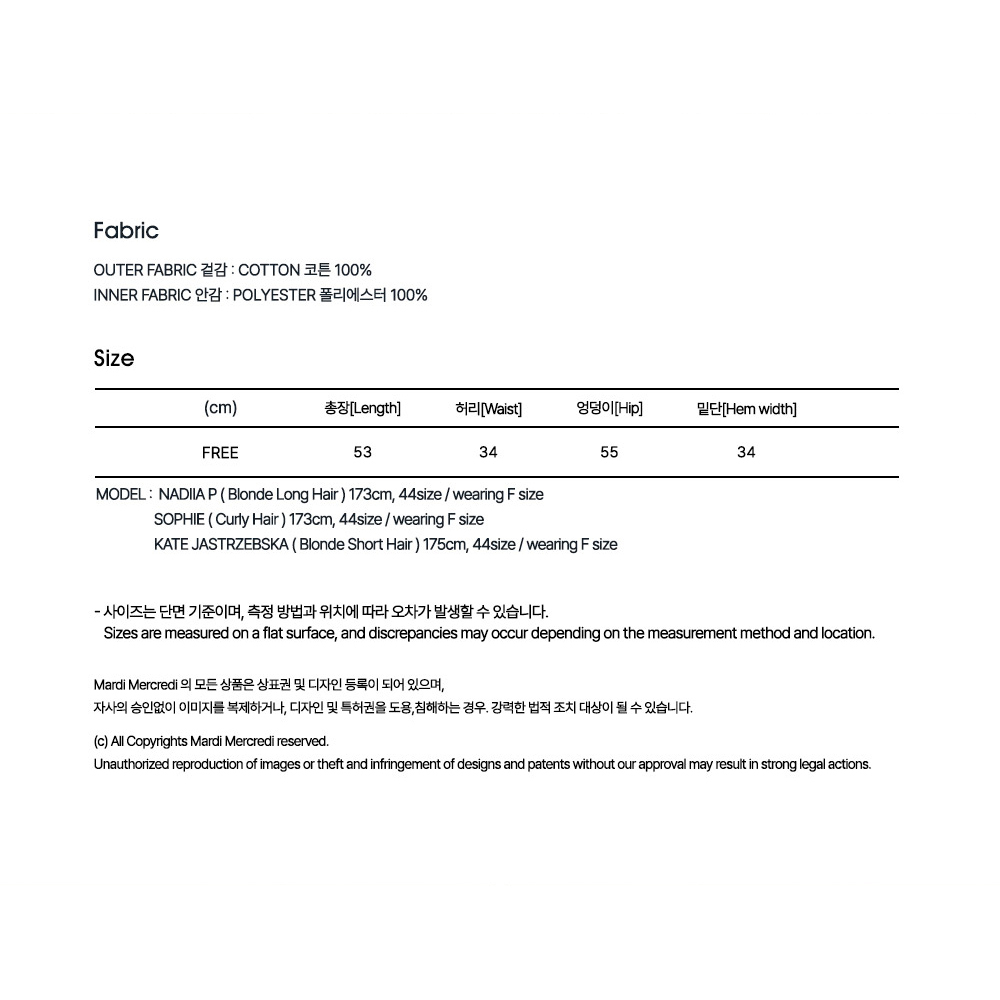 Fabric
OUTER FABRIC 겉감 : COTTON 코튼 100%
INNER FABRIC 안감 : POLYESTER 폴리에스터 100%
Size
(cm) 총장[Length] 허리[Waist] 엉덩이[Hip] 밑단[Hem width]
FREE 53 34 55 34
MODEL : NADIIA P ( Blonde Long Hair ) 173cm, 44size / wearing F size
SOPHIE ( Curly Hair ) 173cm, 44size / wearing F size
KATE JASTRZEBSKA ( Blonde Short Hair ) 175cm, 44size / wearing F size
- 사이즈는 단면 기준이며, 측정 방법과 위치에 따라 오차가 발생할 수 있습니다.
Sizes are measured on a flat surface, and discrepancies may occur depending on the measurement method and location.
Mardi Mercredi 의 모든 상품은 상표권 및 디자인 등록이 되어 있으며,
자사의 승인없이 이미지를 복제하거나, 디자인 및 특허권을 도용,침해하는 경우. 강력한 법적 조치 대상이 될 수 있습니다.
(c) All Copyrights Mardi Mercredi reserved.
Unauthorized reproduction of images or theft and infringement of designs and patents without our approval may result in strong legal actions.